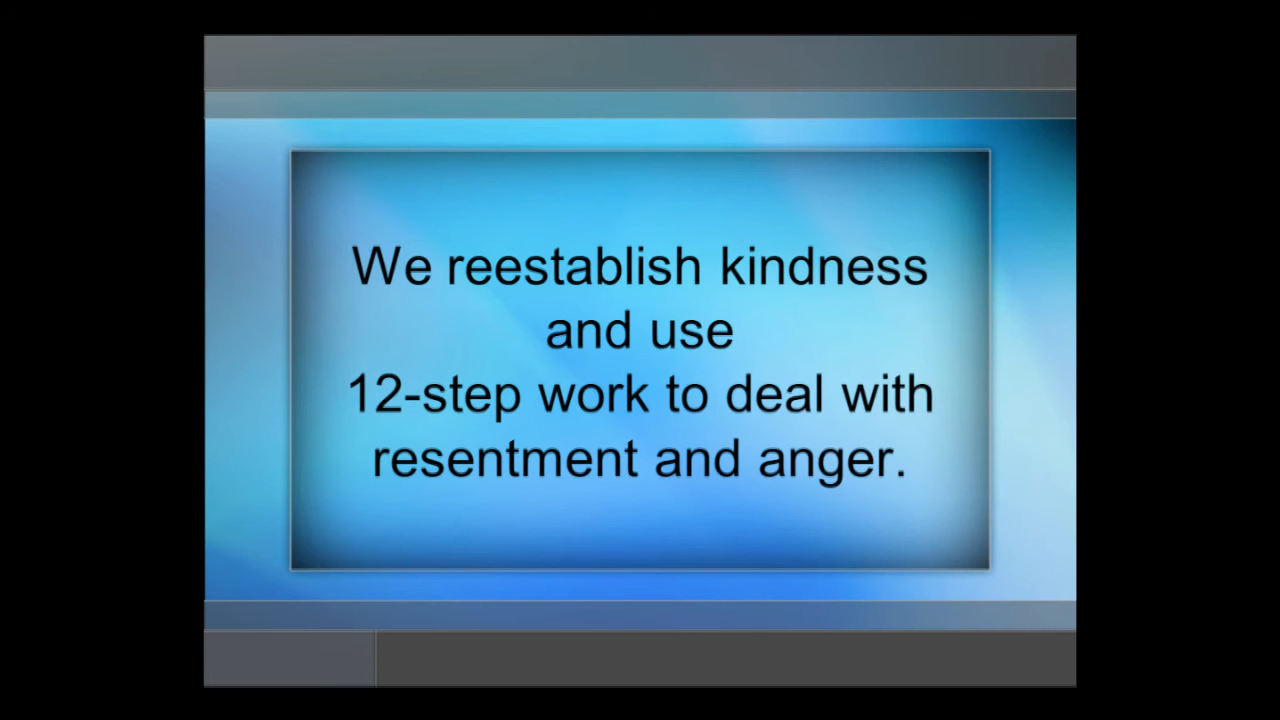 We reestablish kindness
and use
12-step work to deal with
resentment and anger.